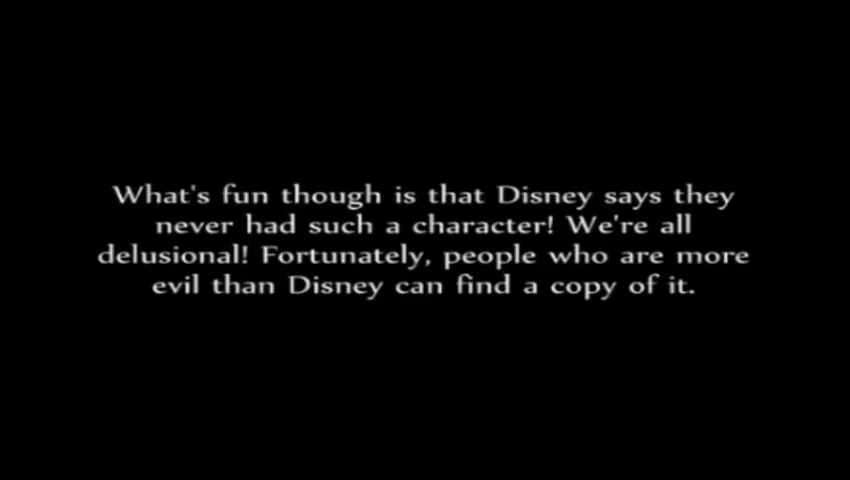 What's fun though is that Disney says they
never had such a character! We're all
delusional! Fortunately, people who are more
evil than Disney can find a copy of it.